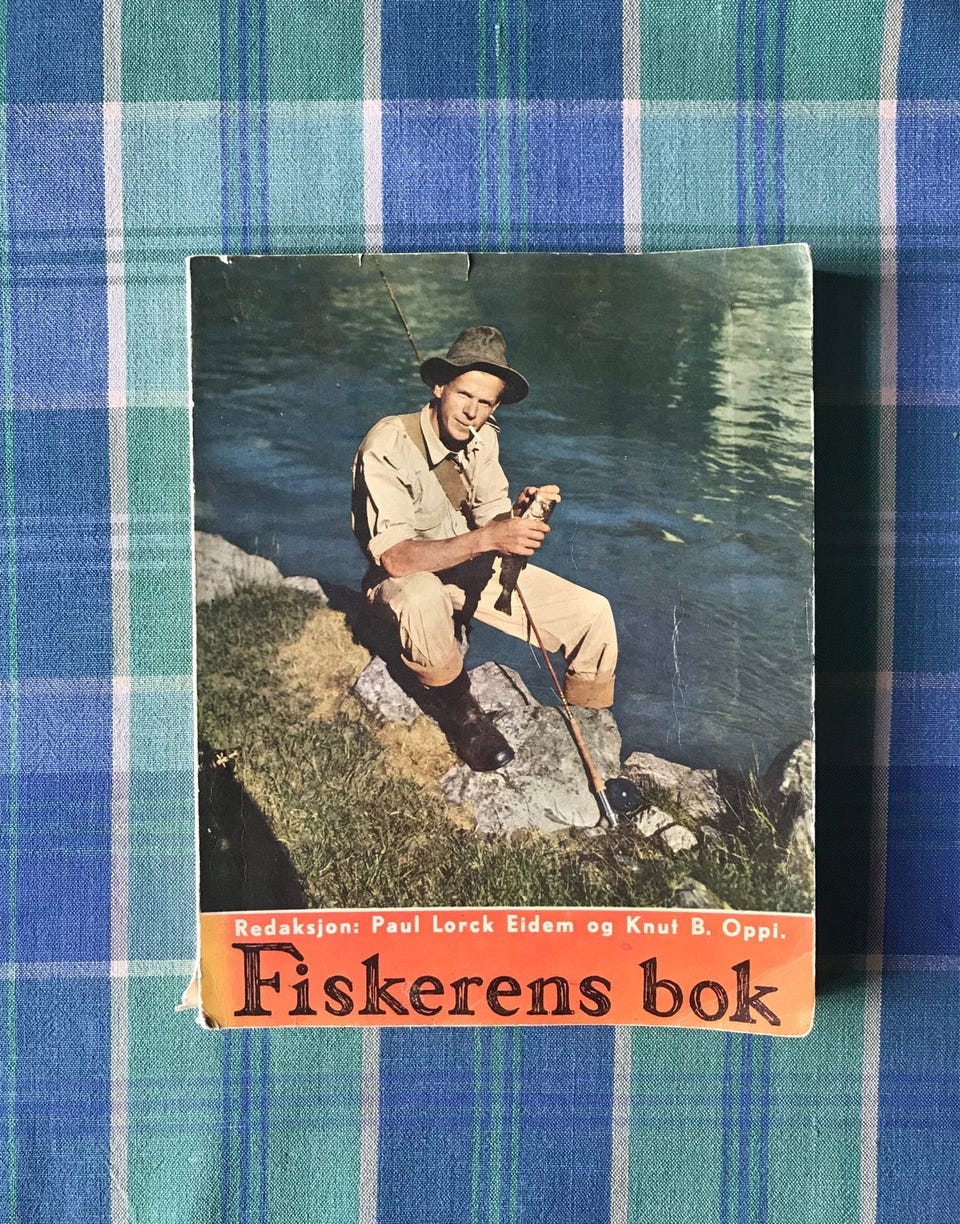 Redaksjon: Paul Lorck Eidem og Knut B. Oppi.
Fiskerens bok